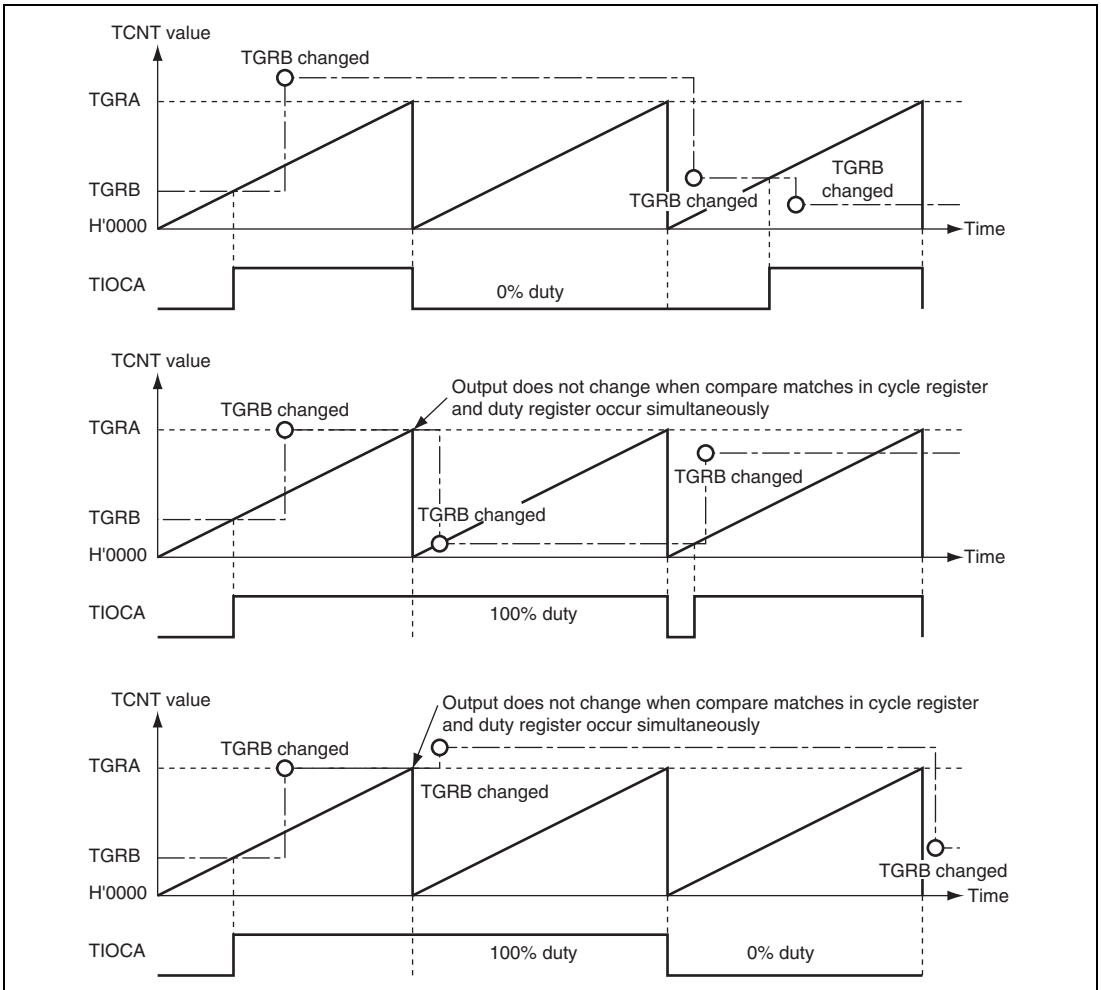 TCNT value
TGRB changed
TGRA
TGRB
changed
TGRB
TGRB changed
H'0000
Time
TIOCA
0% duty
TCNT value
Output does not change when compare matches in cycle register
and duty register occur simultaneously
TGRB changed
TGRA
TGRB changed
TGRB
TGRB changed
H'0000
Time
TIOCA
100% duty
TCNT value
Output does not change when compare matches in cycle register
and duty register occur simultaneously
TGRB changed
TGRA
TGRB changed
TGRB
TGRB changed
H'0000
Time
TIOCA
100% duty
0% duty